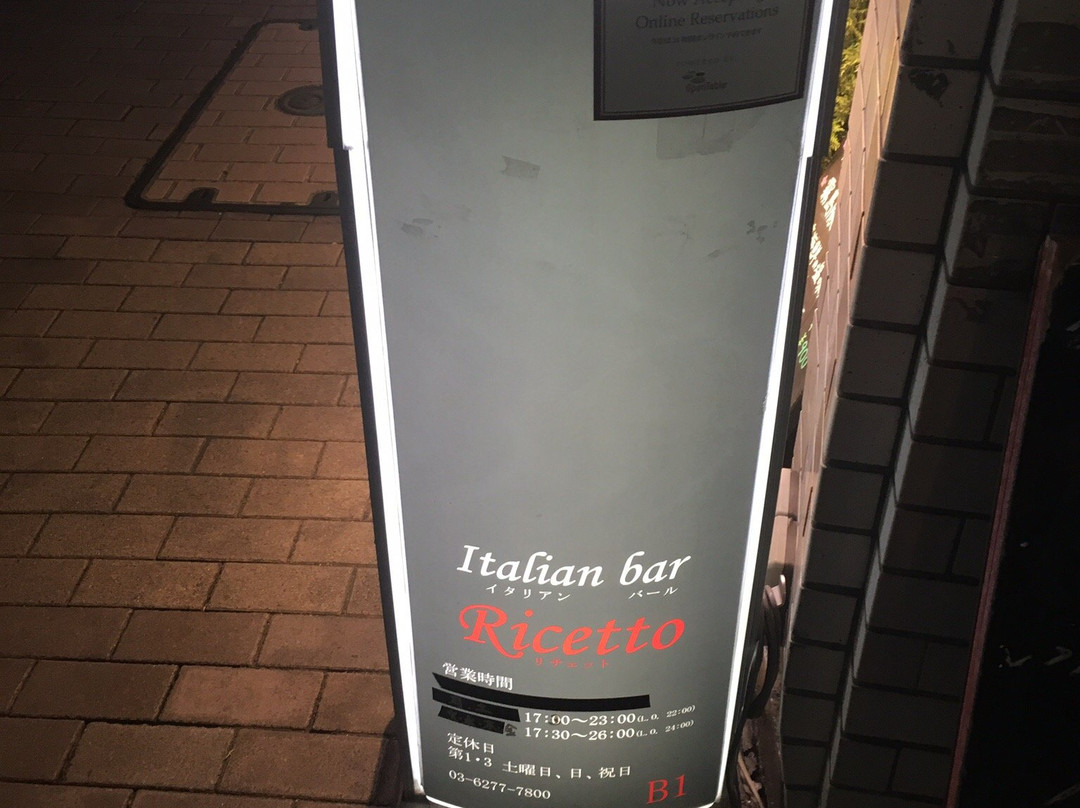 Online Reservations
Italian bar
イタリアン バール
Ricetto
リチェット
営業時間
17:00〜23:00(L.O. 22:00)
17:30〜26:00(L.O. 24:00)
定休日
第1・3 土曜日、日、祝日
03-6277-7800
B1